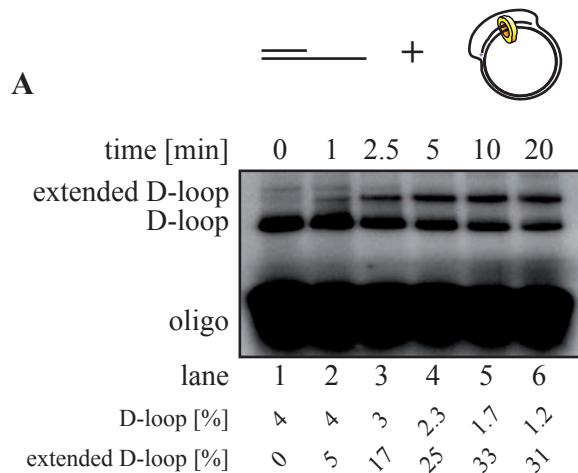 +
A
time [min] 0 1 2.5 5 10 20
extended D-loop
D-loop
oligo
lane 1 2 3 4 5 6
D-loop [%] 4 4 3 2.3 1.7 1.2
extended D-loop [%] 0 5 17 25 33 31